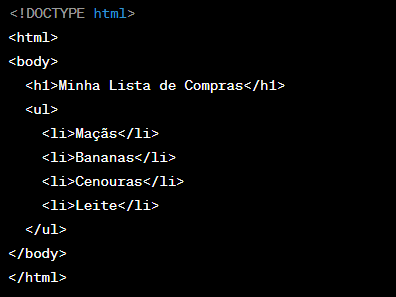 <!DOCTYPE html>
<html>
<body>
  <h1>Minha Lista de Compras</h1>
  <ul>
    <li>Maçãs</li>
    <li>Bananas</li>
    <li>Cenouras</li>
    <li>Leite</li>
  </ul>
</body>
</html>